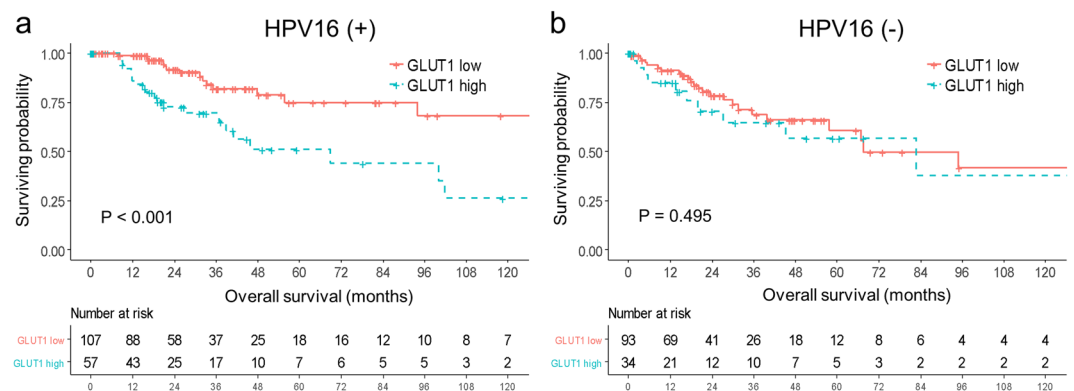 a
HPV16 (+)
Surviving probability
1.00
0.75
0.50
0.25
0.00
GLUT1 low
GLUT1 high
P < 0.001
0 12 24 36 48 60 72 84 96 108 120
Overall survival (months)
Number at risk
GLUT1 low 107 88 58 37 25 18 16 12 10 8 7
GLUT1 high 57 43 25 17 10 7 6 5 5 3 2
0 12 24 36 48 60 72 84 96 108 120
b
HPV16 (-)
Surviving probability
1.00
0.75
0.50
0.25
0.00
GLUT1 low
GLUT1 high
P = 0.495
0 12 24 36 48 60 72 84 96 108 120
Overall survival (months)
Number at risk
GLUT1 low 93 69 41 26 18 12 8 6 4 4 4
GLUT1 high 34 21 12 10 7 5 3 2 2 2 2
0 12 24 36 48 60 72 84 96 108 120